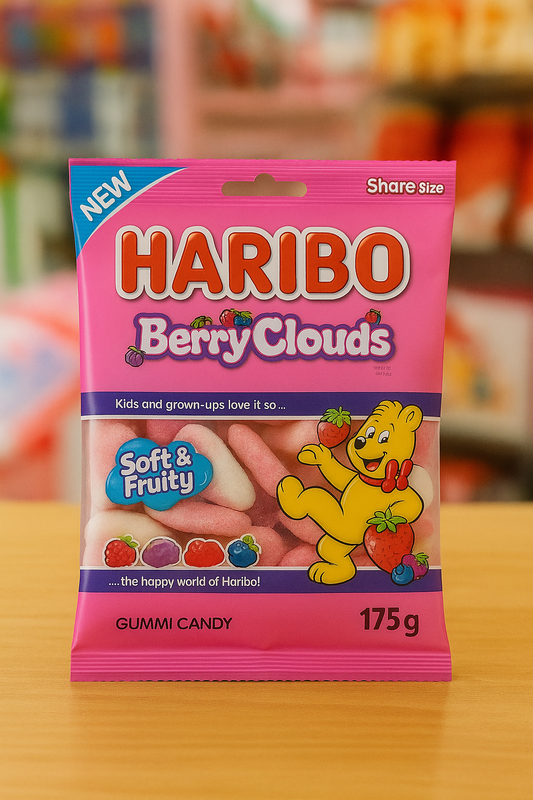 NEW
Share Size
HARIBO
Berry Clouds
Kids and grown-ups love it so ...
Soft &
Fruity
....the happy world of Haribo!
GUMMI CANDY
175 g